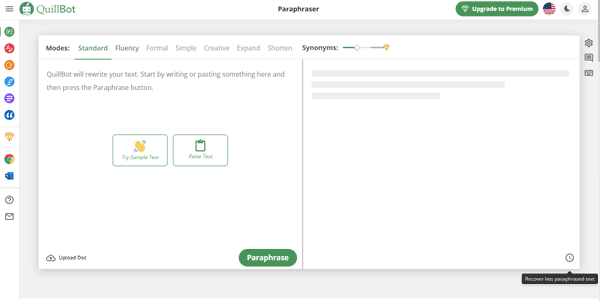 QuillBot
Paraphraser
Upgrade to Premium
Modes: Standard Fluency Formal Simple Creative Expand Shorten Synonyms:
QuillBot will rewrite your text. Start by writing or pasting something here and
then press the Paraphrase button.
Try Sample Text
Paste Text
Upload Doc
Paraphrase
Recover last paraphrased text